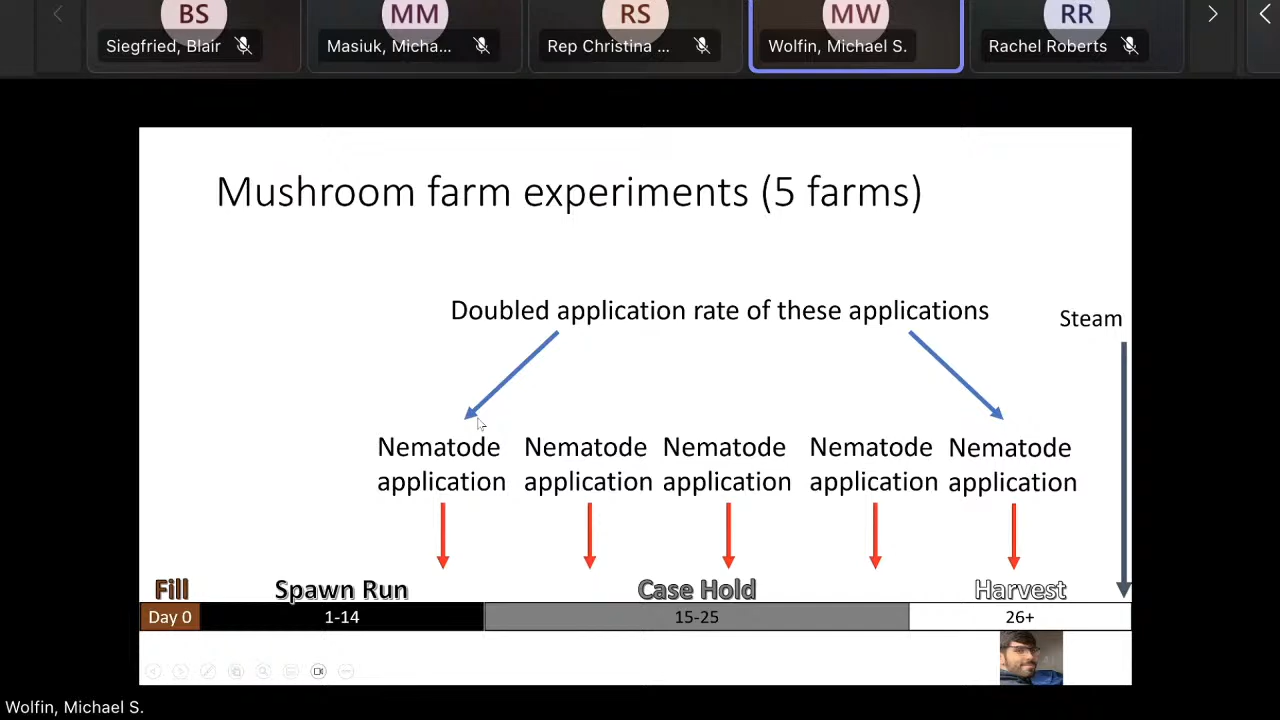 BS
MM
RS
MW
RR
Siegfried, Blair
Masiuk, Micha...
Rep Christina ...
Wolfin, Michael S.
Rachel Roberts
Mushroom farm experiments (5 farms)
Doubled application rate of these applications
Steam
Nematode application
Nematode application
Nematode application
Nematode application
Nematode application
Fill
Spawn Run
Case Hold
Harvest
Day 0
1-14
15-25
26+
Wolfin, Michael S.